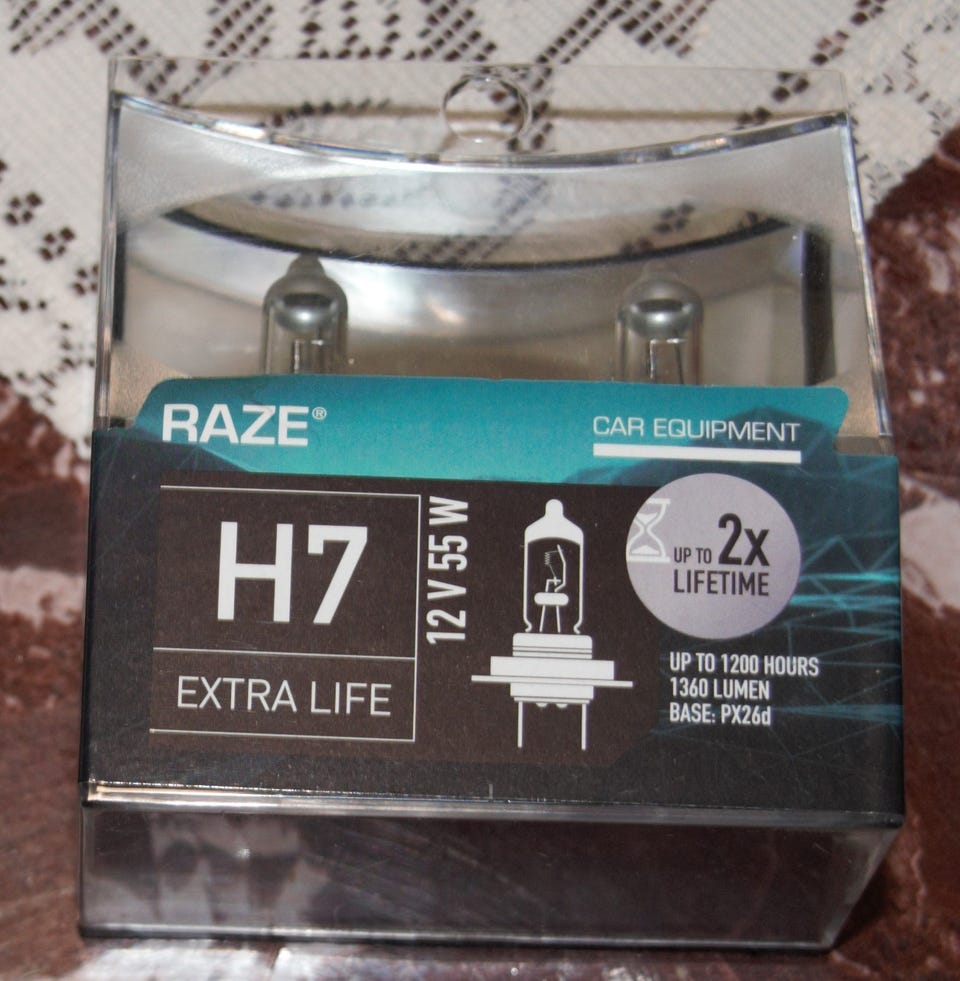 RAZE®
CAR EQUIPMENT
H7
EXTRA LIFE
12 V 55 W
UP TO 2x
LIFETIME
UP TO 1200 HOURS
1360 LUMEN
BASE: PX26d